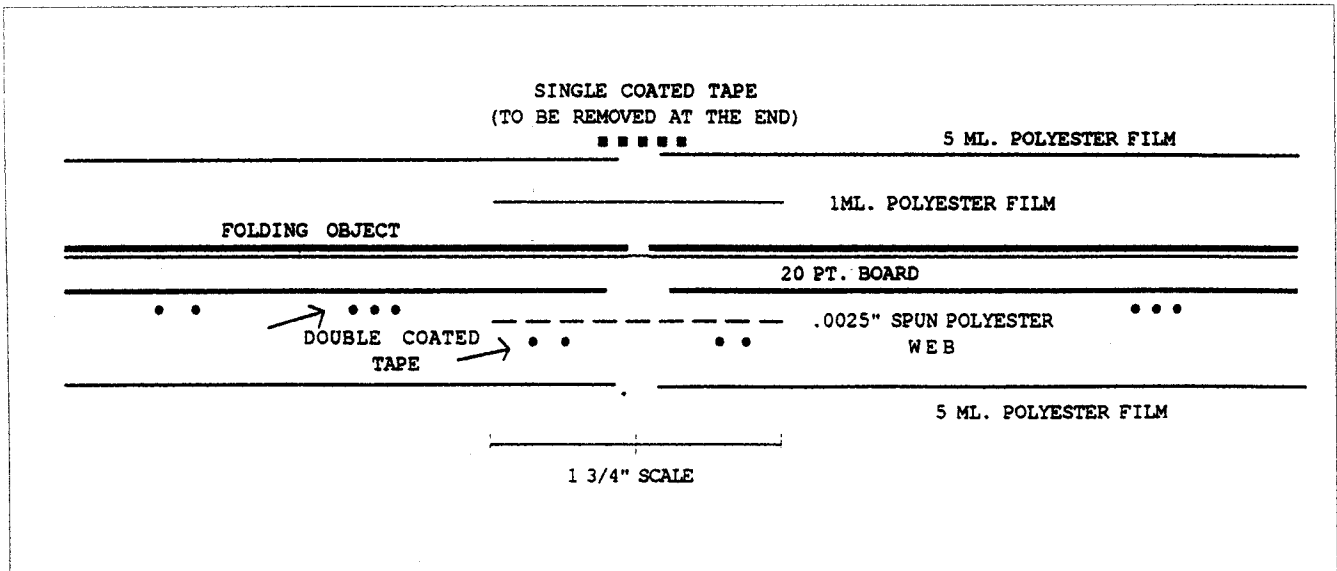 SINGLE COATED TAPE
(TO BE REMOVED AT THE END)
5 ML. POLYESTER FILM
1ML. POLYESTER FILM
FOLDING OBJECT
20 PT. BOARD
DOUBLE COATED
TAPE
.0025" SPUN POLYESTER
WEB
5 ML. POLYESTER FILM
1 3/4" SCALE